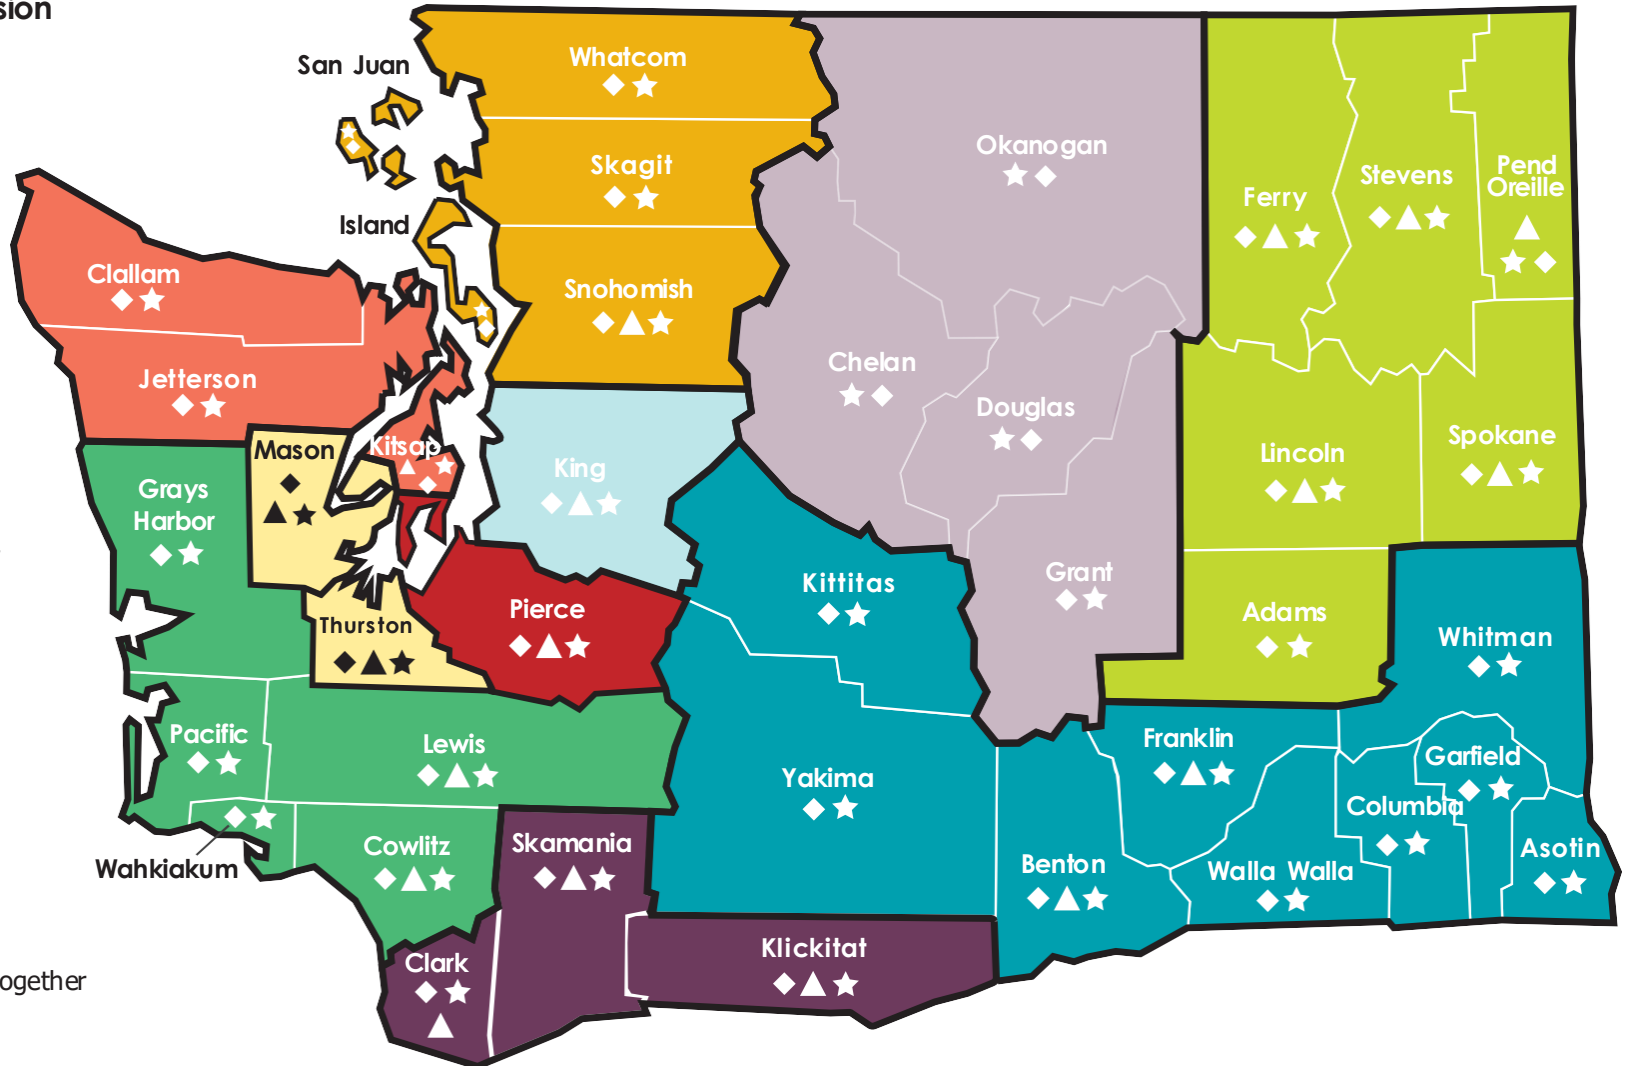 sion
San Juan
Whatcom
Skagit
Island
Snohomish
Okanogan
Ferry
Stevens
Pend
Oreille
Clallam
Jetterson
Chelan
Douglas
Mason
Kitsap
King
Lincoln
Spokane
Grays
Harbor
Kittitas
Grant
Adams
Thurston
Pierce
Whitman
Pacific
Lewis
Yakima
Franklin
Garfield
Columbia
Wahkiakum
Cowlitz
Skamania
Benton
Walla Walla
Asotin
Clark
Klickitat
ogether